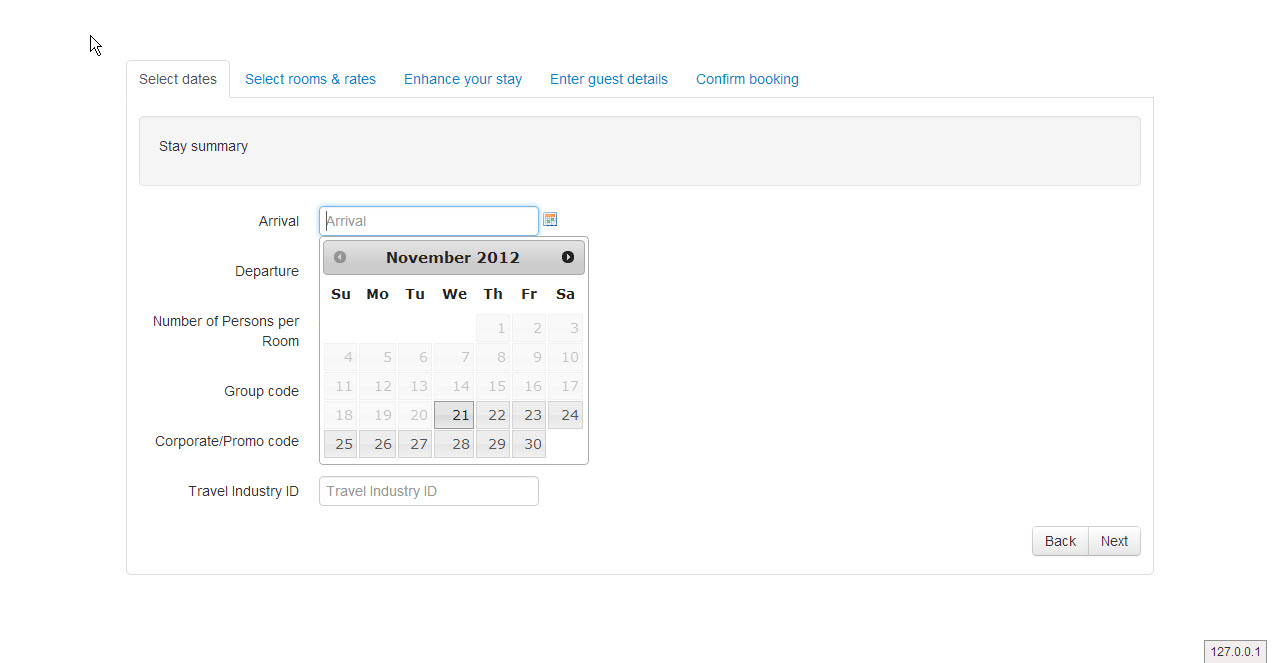 Select dates Select rooms & rates Enhance your stay Enter guest details Confirm booking
Stay summary
Arrival Arrival
November 2012
Departure
Su Mo Tu We Th Fr Sa
Number of Persons per
Room
1 2 3
4 5 6 7 8 9 10
11 12 13 14 15 16 17
Group code
18 19 20 21 22 23 24
Corporate/Promo code
25 26 27 28 29 30
Travel Industry ID Travel Industry ID
Back Next
127.0.0.1